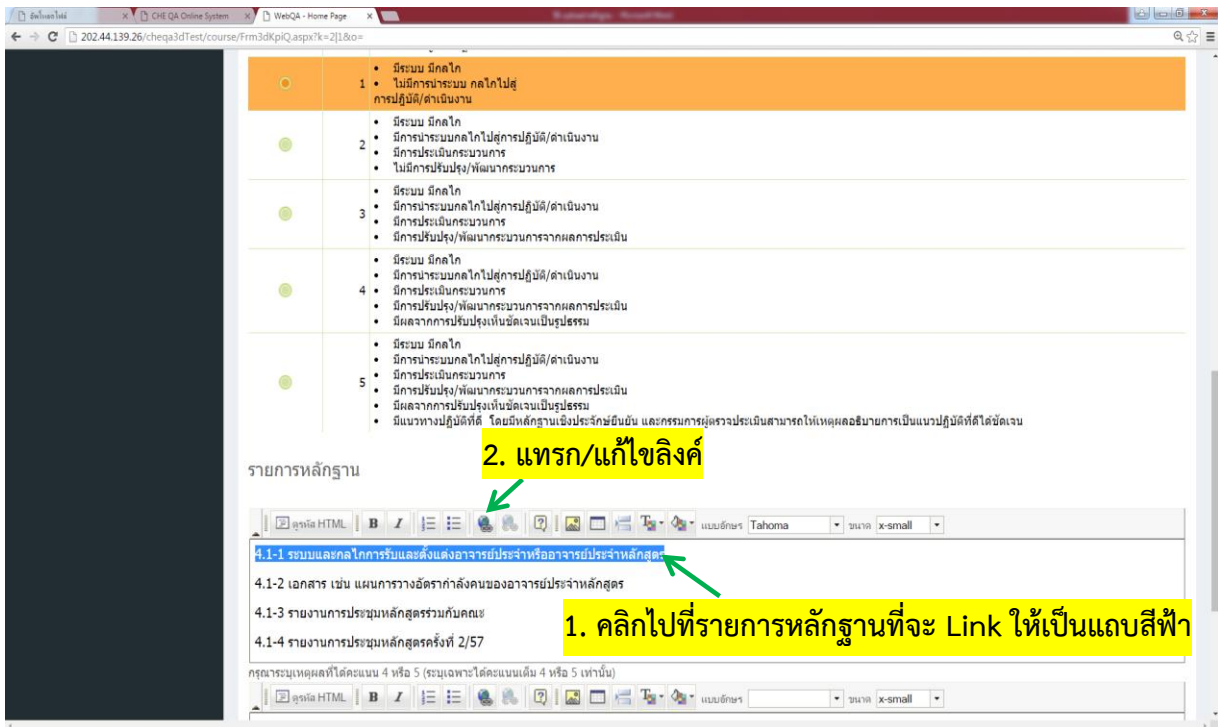 อัพโหลดไฟล์
CHE QA Online System
WebQA - Home Page
202.44.139.26/cheqa3dTest/course/Frm3dKpiQ.aspx?k=2|1&o=
1
• มีระบบ มีกลไก
• ไม่มีการนำระบบ กลไกไปสู่
การปฏิบัติ/ดำเนินงาน
2
• มีระบบ มีกลไก
• มีการนำระบบกลไกไปสู่การปฏิบัติ/ดำเนินงาน
• มีการประเมินกระบวนการ
• ไม่มีการปรับปรุง/พัฒนากระบวนการ
3
• มีระบบ มีกลไก
• มีการนำระบบกลไกไปสู่การปฏิบัติ/ดำเนินงาน
• มีการประเมินกระบวนการ
• มีการปรับปรุง/พัฒนากระบวนการจากผลการประเมิน
4
• มีระบบ มีกลไก
• มีการนำระบบกลไกไปสู่การปฏิบัติ/ดำเนินงาน
• มีการประเมินกระบวนการ
• มีการปรับปรุง/พัฒนากระบวนการจากผลการประเมิน
• มีผลจากการปรับปรุงเห็นชัดเจนเป็นรูปธรรม
5
• มีระบบ มีกลไก
• มีการนำระบบกลไกไปสู่การปฏิบัติ/ดำเนินงาน
• มีการประเมินกระบวนการ
• มีการปรับปรุง/พัฒนากระบวนการจากผลการประเมิน
• มีผลจากการปรับปรุงเห็นชัดเจนเป็นรูปธรรม
• มีแนวทางปฏิบัติที่ดี โดยมีหลักฐานเชิงประจักษ์ยืนยัน และกรรมการผู้ตรวจประเมินสามารถให้เหตุผลอธิบายการเป็นแนวปฏิบัติที่ดีได้ชัดเจน
2. แทรก/แก้ไขลิงค์
รายการหลักฐาน
ดูรหัส HTML B I แบบอักษร Tahoma ขนาด x-small
4.1-1 ระบบและกลไกการรับและตั้งแต่งอาจารย์ประจำหรืออาจารย์ประจำหลักสูตร
4.1-2 เอกสาร เช่น แผนการวางอัตรากำลังคนของอาจารย์ประจำหลักสูตร
4.1-3 รายงานการประชุมหลักสูตรร่วมกับคณะ
1. คลิกไปที่รายการหลักฐานที่จะ Link ให้เป็นแถบสีฟ้า
4.1-4 รายงานการประชุมหลักสูตรครั้งที่ 2/57
กรุณาระบุเหตุผลที่ได้คะแนน 4 หรือ 5 (ระบุเฉพาะได้คะแนนเต็ม 4 หรือ 5 เท่านั้น)
ดูรหัส HTML B I แบบอักษร ขนาด x-small